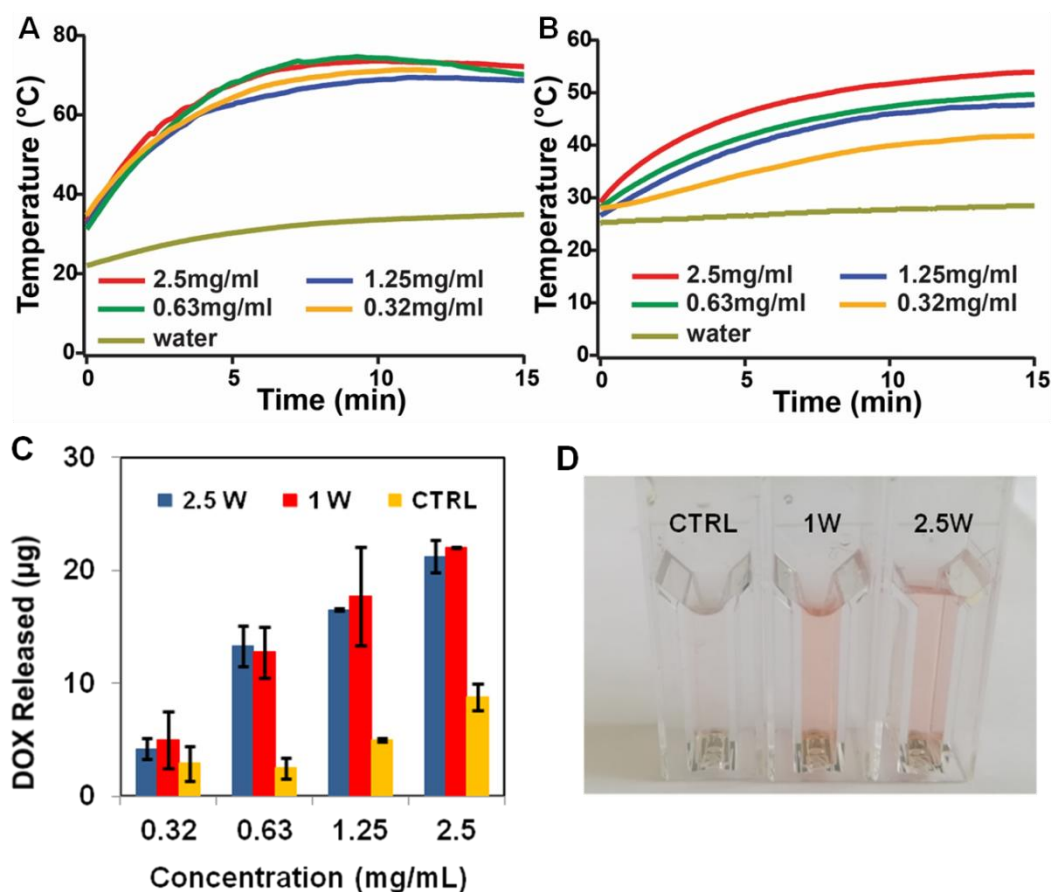 A
Temperature (°C)
80
60
40
20
0
2.5mg/ml 1.25mg/ml
0.63mg/ml 0.32mg/ml
water
0 5 10 15
Time (min)
B
Temperature (°C)
60
50
40
30
20
10
0
2.5mg/ml 1.25mg/ml
0.63mg/ml 0.32mg/ml
water
0 5 10 15
Time (min)
C
DOX Released (µg)
30
20
10
0
2.5 W 1 W CTRL
0.32 0.63 1.25 2.5
Concentration (mg/mL)
D
CTRL 1W 2.5W